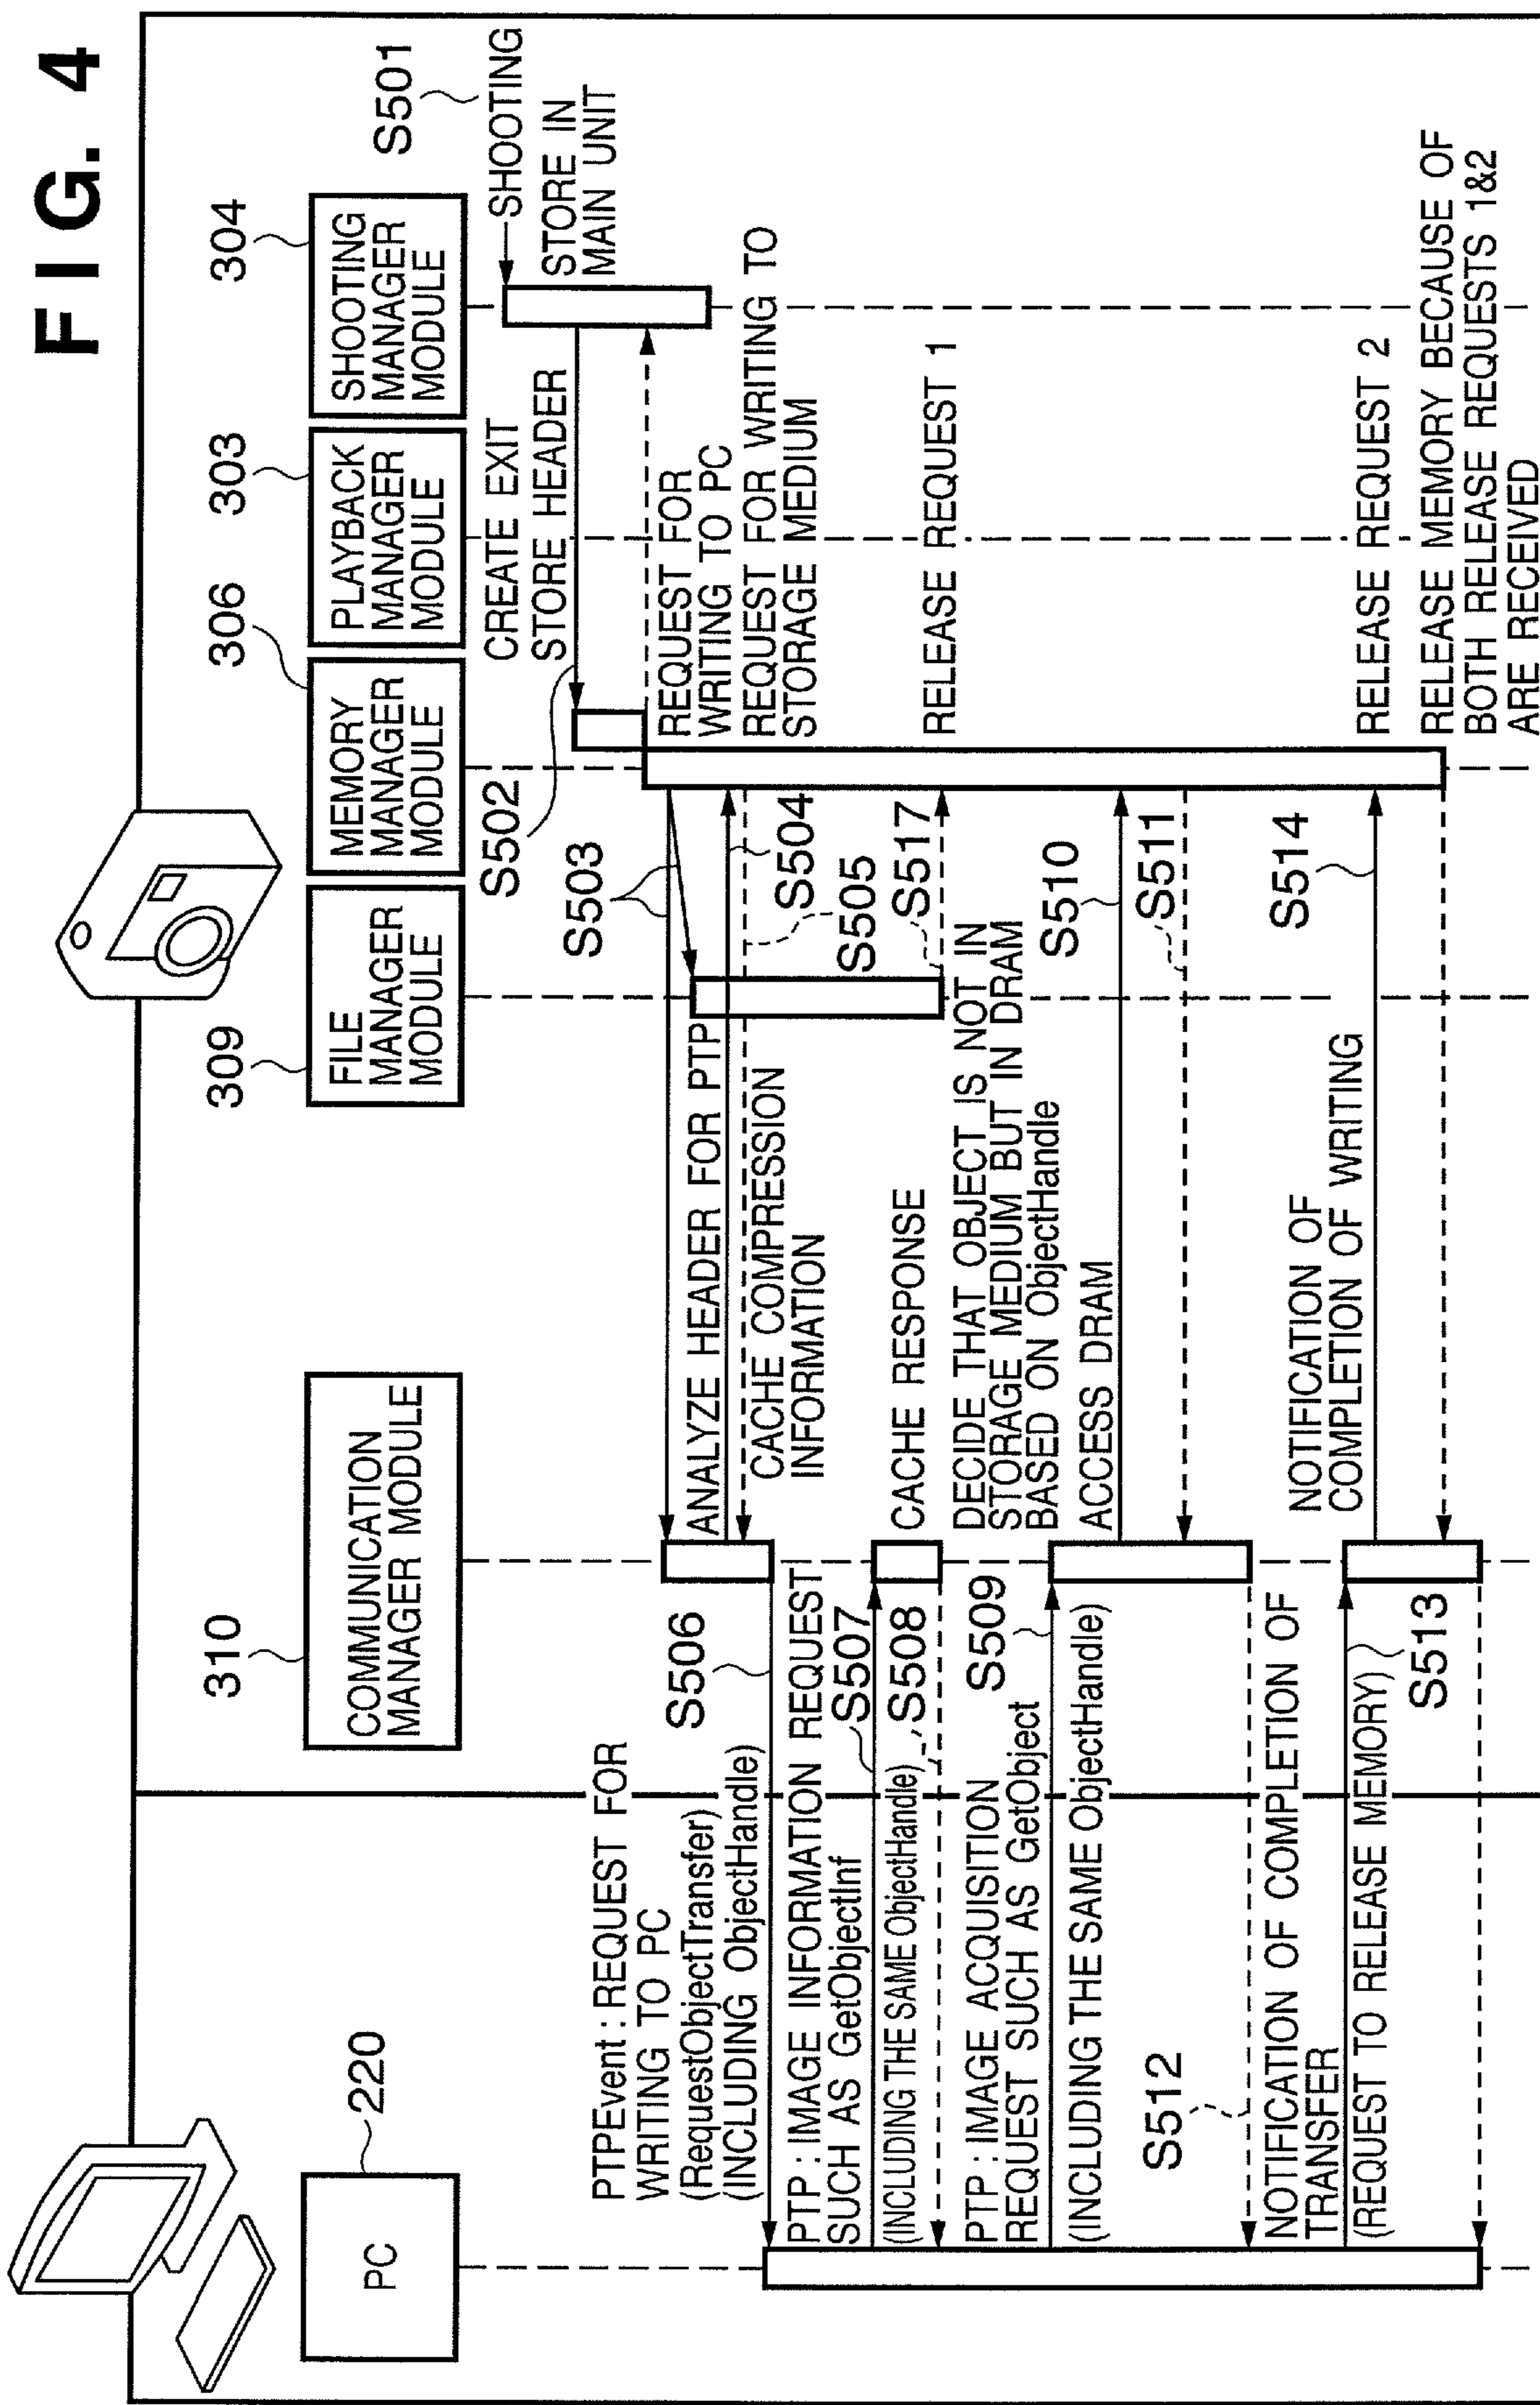 FIG. 4
220
PC
310
COMMUNICATION
MANAGER MODULE
309
FILE
MANAGER
MODULE
306
MEMORY
MANAGER
MODULE
303
PLAYBACK
MANAGER
MODULE
304
SHOOTING
MANAGER
MODULE
S501
SHOOTING
STORE IN
MAIN UNIT
CREATE EXIT
STORE HEADER
S502
REQUEST FOR
WRITING TO PC
REQUEST FOR WRITING TO
STORAGE MEDIUM
S503
ANALYZE HEADER FOR PTP
S504
CACHE COMPRESSION
INFORMATION
S505
PTPEvent : REQUEST FOR
WRITING TO PC
(RequestObjectTransfer)
(INCLUDING ObjectHandle)
S506
PTP : IMAGE INFORMATION REQUEST
SUCH AS GetObjectInf
S507
(INCLUDING THE SAME ObjectHandle)
S508
CACHE RESPONSE
S517
RELEASE REQUEST 1
PTP : IMAGE ACQUISITION
REQUEST SUCH AS GetObject
S509
(INCLUDING THE SAME ObjectHandle)
DECIDE THAT OBJECT IS NOT IN
STORAGE MEDIUM BUT IN DRAM
BASED ON ObjectHandle
ACCESS DRAM
S510
S511
S512
NOTIFICATION OF COMPLETION OF
TRANSFER
(REQUEST TO RELEASE MEMORY)
S513
NOTIFICATION OF
COMPLETION OF WRITING
S514
RELEASE REQUEST 2
RELEASE MEMORY BECAUSE OF
BOTH RELEASE REQUESTS 1&2
ARE RECEIVED